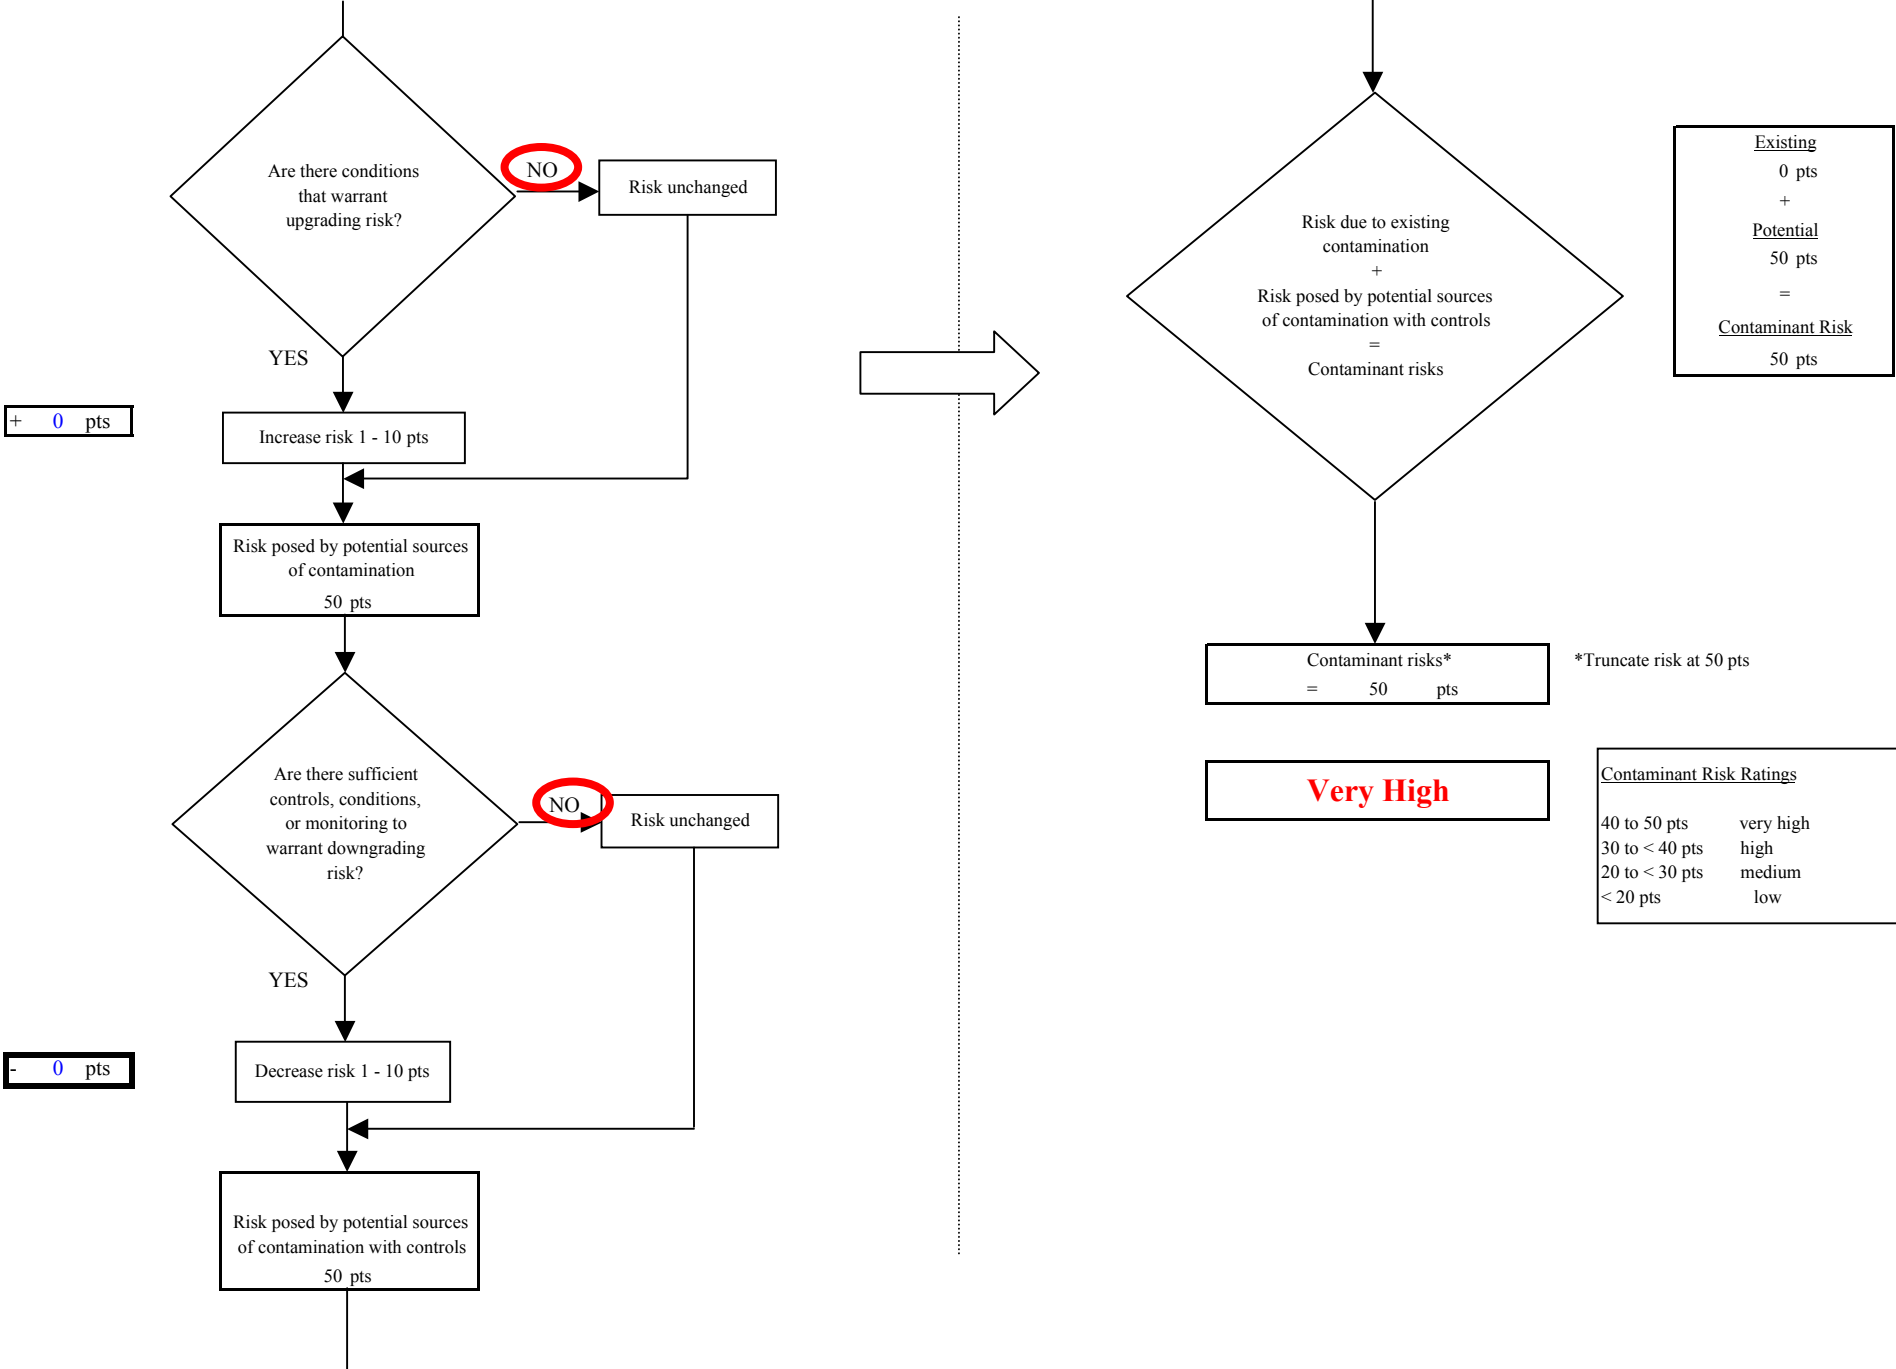 Are there conditions
that warrant
upgrading risk?
NO
Risk unchanged
YES
+ 0 pts
Increase risk 1 - 10 pts
Risk posed by potential sources
of contamination
50 pts
Are there sufficient
controls, conditions,
or monitoring to
warrant downgrading
risk?
NO
Risk unchanged
YES
- 0 pts
Decrease risk 1 - 10 pts
Risk posed by potential sources
of contamination with controls
50 pts
Risk due to existing
contamination
+
Risk posed by potential sources
of contamination with controls
=
Contaminant risks
Existing
0 pts
+
Potential
50 pts
=
Contaminant Risk
50 pts
Contaminant risks*
= 50 pts
*Truncate risk at 50 pts
Very High
Contaminant Risk Ratings
40 to 50 pts very high
30 to < 40 pts high
20 to < 30 pts medium
< 20 pts low